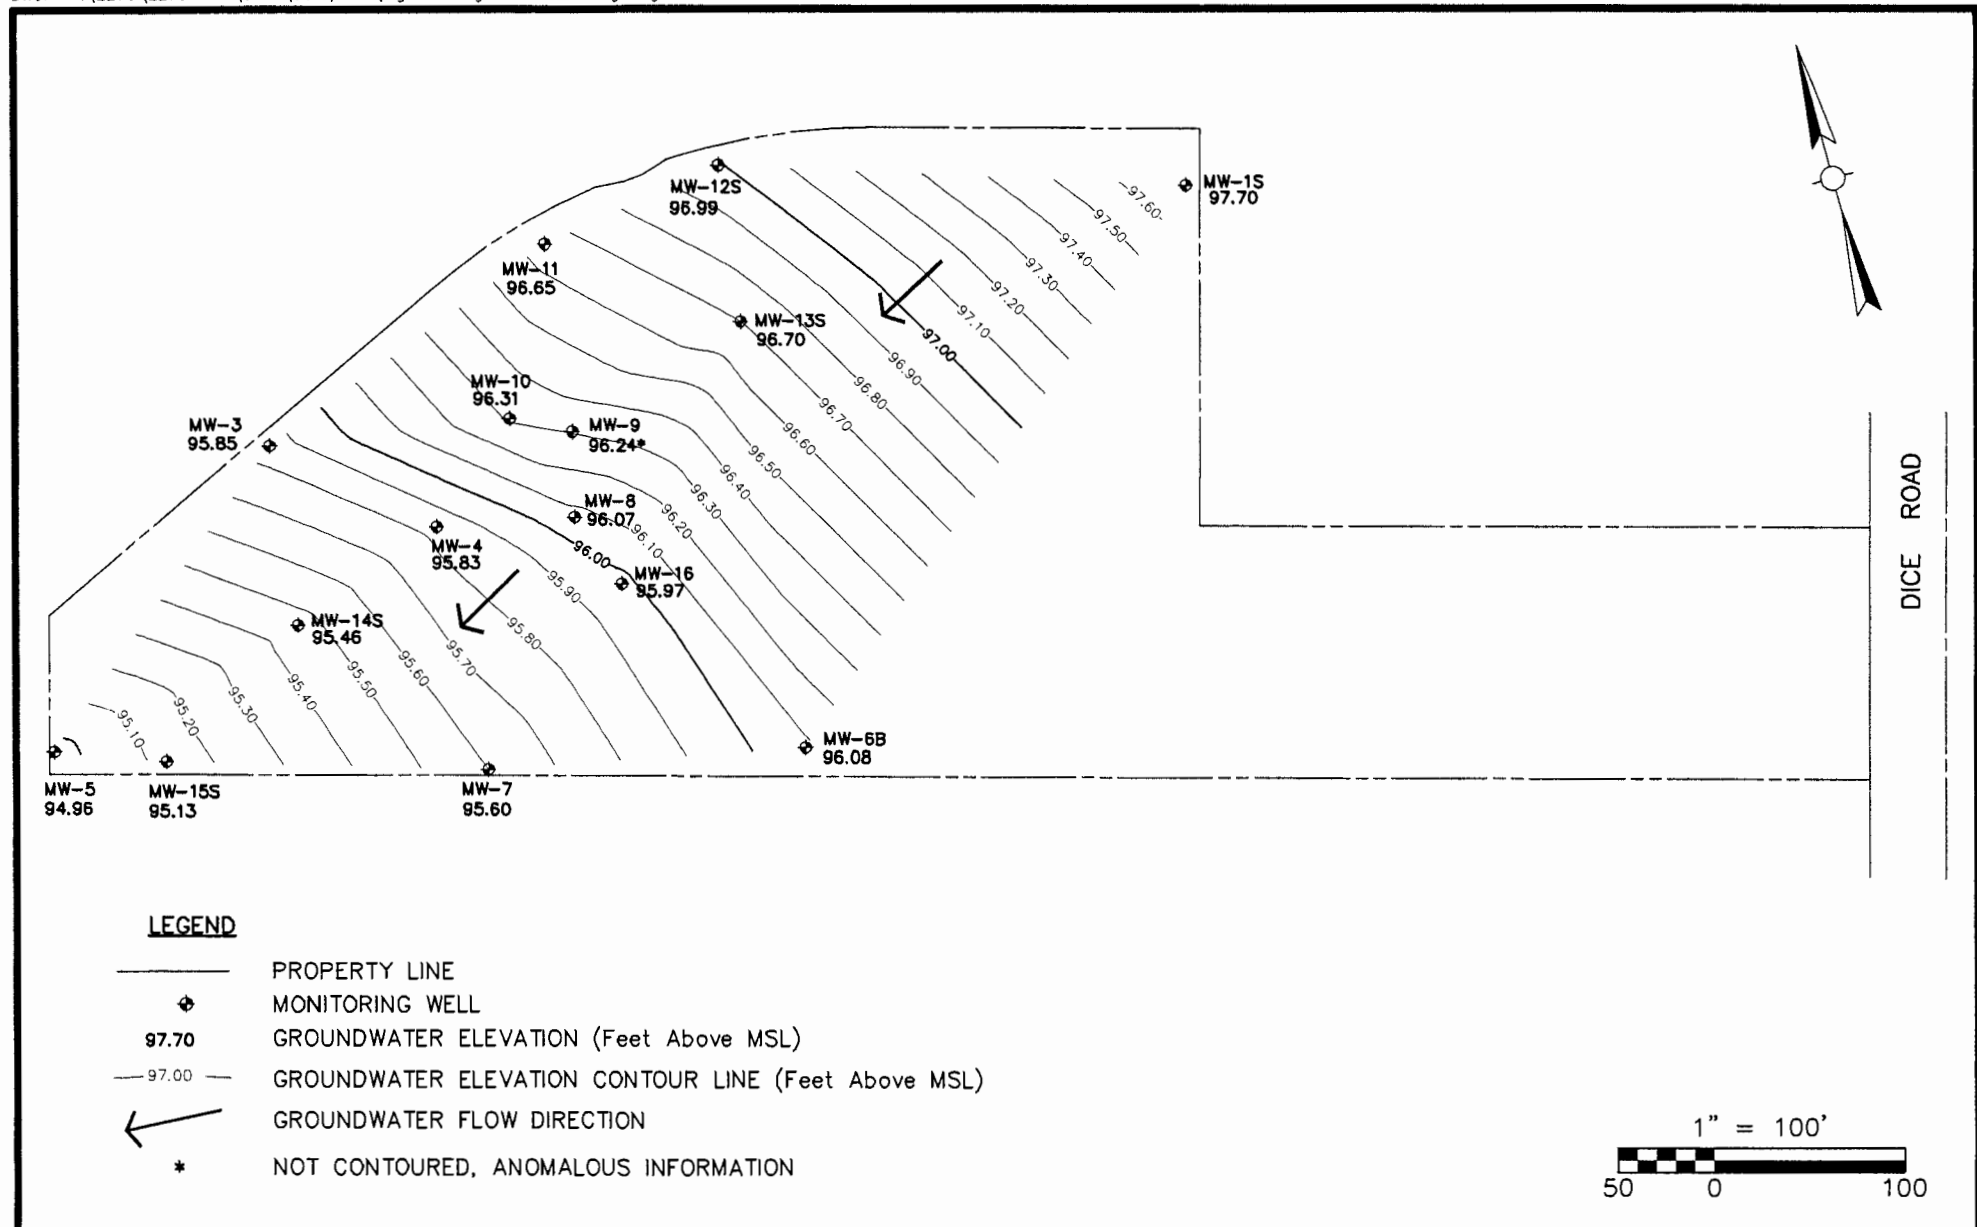 MW-12S
96.99
MW-1S
97.70
97.60
97.50
97.40
97.30
97.20
97.10
97.00
96.90
96.80
96.70
96.60
96.50
96.40
96.30
96.20
96.10
96.00
95.90
95.80
95.70
95.60
95.50
95.40
95.30
95.20
95.10
MW-11
96.65
MW-13S
96.70
MW-10
96.31
MW-9
96.24*
MW-3
95.85
MW-8
96.07
MW-4
95.83
MW-16
95.97
MW-14S
95.46
MW-6B
96.08
MW-5
94.96
MW-15S
95.13
MW-7
95.60
DICE ROAD
LEGEND
PROPERTY LINE
MONITORING WELL
97.70 GROUNDWATER ELEVATION (Feet Above MSL)
97.00 GROUNDWATER ELEVATION CONTOUR LINE (Feet Above MSL)
GROUNDWATER FLOW DIRECTION
* NOT CONTOURED, ANOMALOUS INFORMATION
1" = 100'
50 0 100